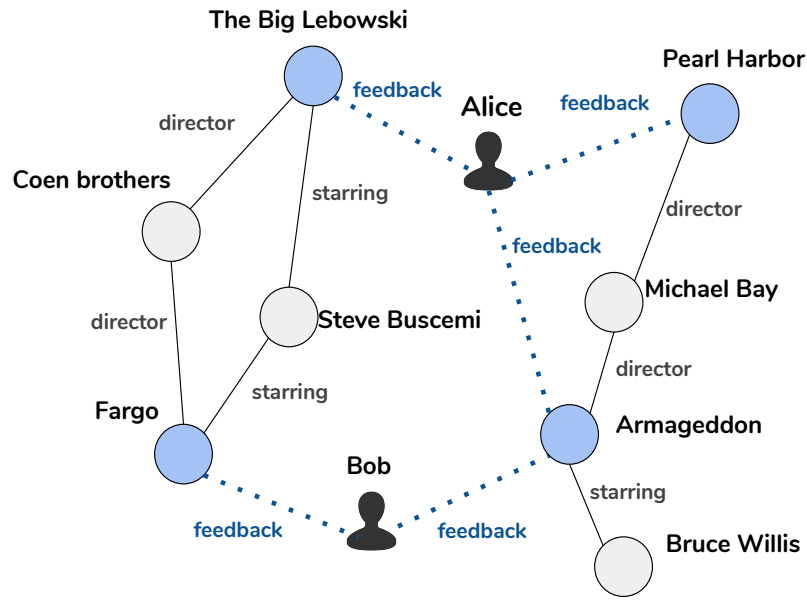 The Big Lebowski
Pearl Harbor
feedback
feedback
Alice
director
Coen brothers
starring
director
feedback
Michael Bay
director
Steve Buscemi
director
starring
Fargo
Armageddon
Bob
starring
feedback
feedback
Bruce Willis